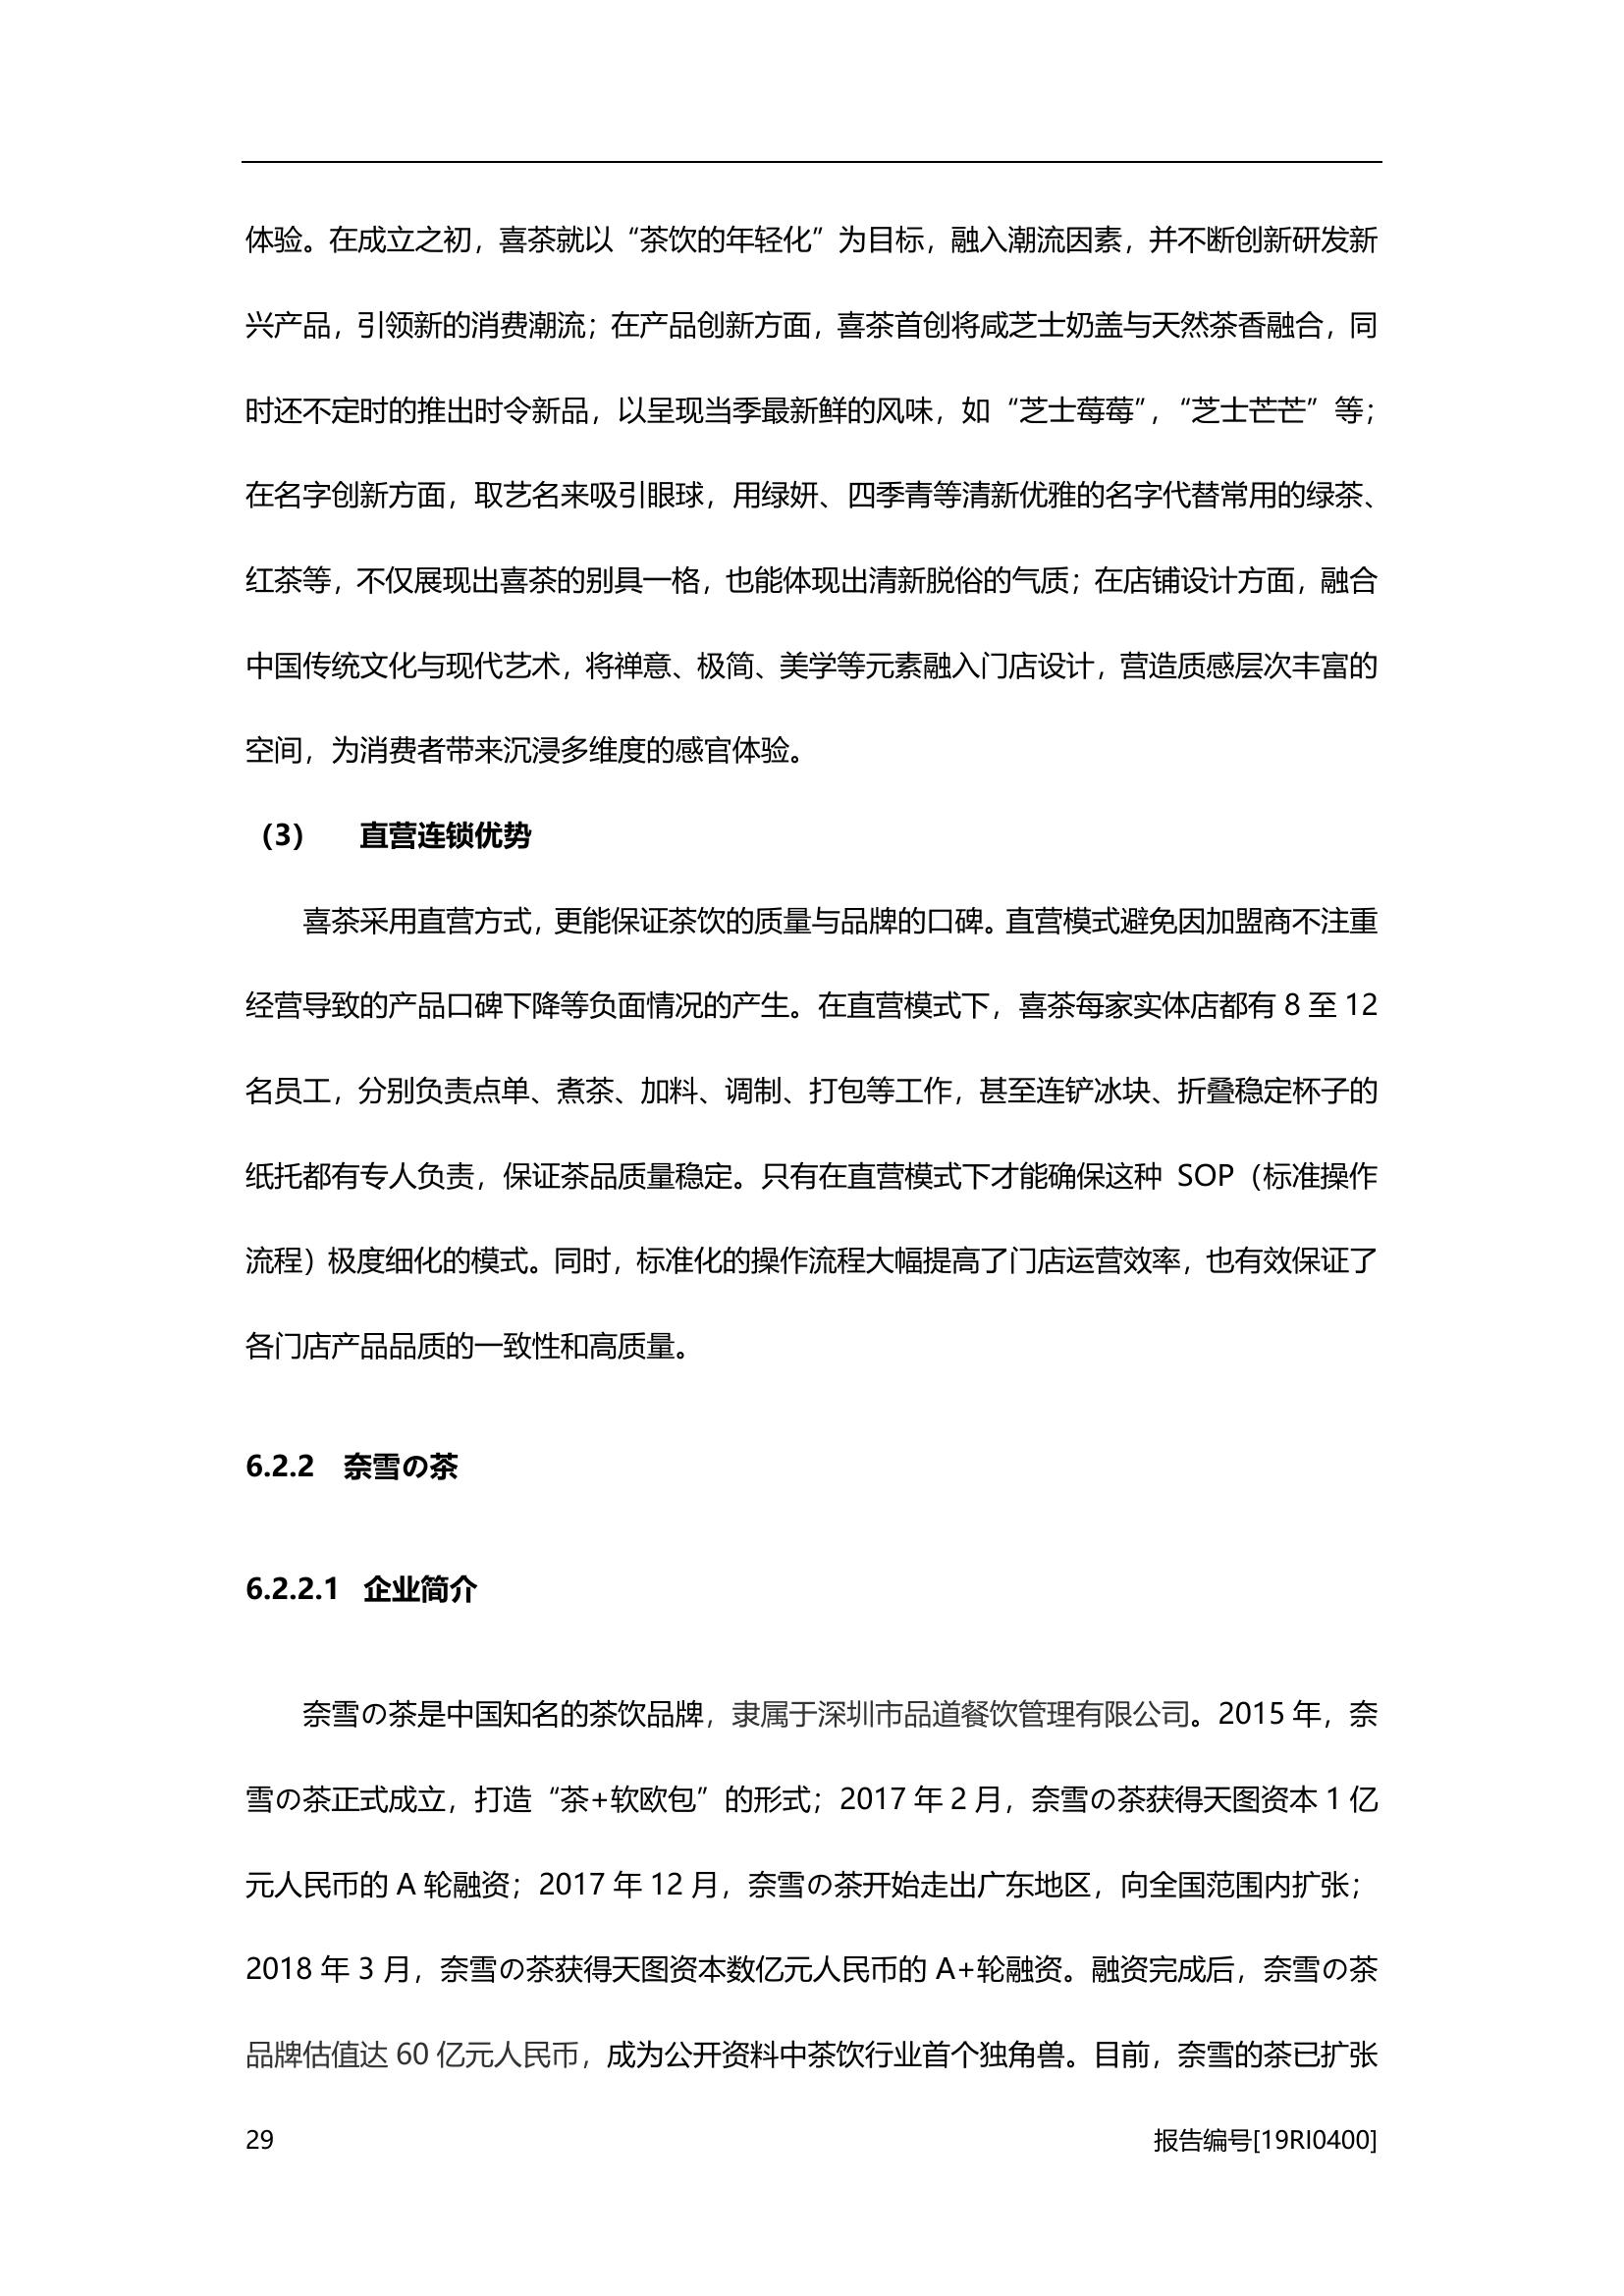 体验。在成立之初，喜茶就以“茶饮的年轻化”为目标，融入潮流因素，并不断创新研发新
兴产品，引领新的消费潮流；在产品创新方面，喜茶首创将咸芝士奶盖与天然茶香融合，同
时还不定时的推出时令新品，以呈现当季最新鲜的风味，如“芝士莓莓”，“芝士芒芒”等；
在名字创新方面，取艺名来吸引眼球，用绿妍、四季青等清新优雅的名字代替常用的绿茶、
红茶等，不仅展现出喜茶的别具一格，也能体现出清新脱俗的气质；在店铺设计方面，融合
中国传统文化与现代艺术，将禅意、极简、美学等元素融入门店设计，营造质感层次丰富的
空间，为消费者带来沉浸多维度的感官体验。
（3） 直营连锁优势
喜茶采用直营方式，更能保证茶饮的质量与品牌的口碑。直营模式避免因加盟商不注重
经营导致的产品口碑下降等负面情况的产生。在直营模式下，喜茶每家实体店都有 8 至 12
名员工，分别负责点单、煮茶、加料、调制、打包等工作，甚至连铲冰块、折叠稳定杯子的
纸托都有专人负责，保证茶品质量稳定。只有在直营模式下才能确保这种 SOP（标准操作
流程）极度细化的模式。同时，标准化的操作流程大幅提高了门店运营效率，也有效保证了
各门店产品品质的一致性和高质量。
6.2.2 奈雪の茶
6.2.2.1 企业简介
奈雪の茶是中国知名的茶饮品牌，隶属于深圳市品道餐饮管理有限公司。2015 年，奈
雪の茶正式成立，打造“茶+软欧包”的形式；2017 年 2 月，奈雪の茶获得天图资本 1 亿
元人民币的 A 轮融资；2017 年 12 月，奈雪の茶开始走出广东地区，向全国范围内扩张；
2018 年 3 月，奈雪の茶获得天图资本数亿元人民币的 A+轮融资。融资完成后，奈雪の茶
品牌估值达 60 亿元人民币，成为公开资料中茶饮行业首个独角兽。目前，奈雪的茶已扩张
29 报告编号[19RI0400]